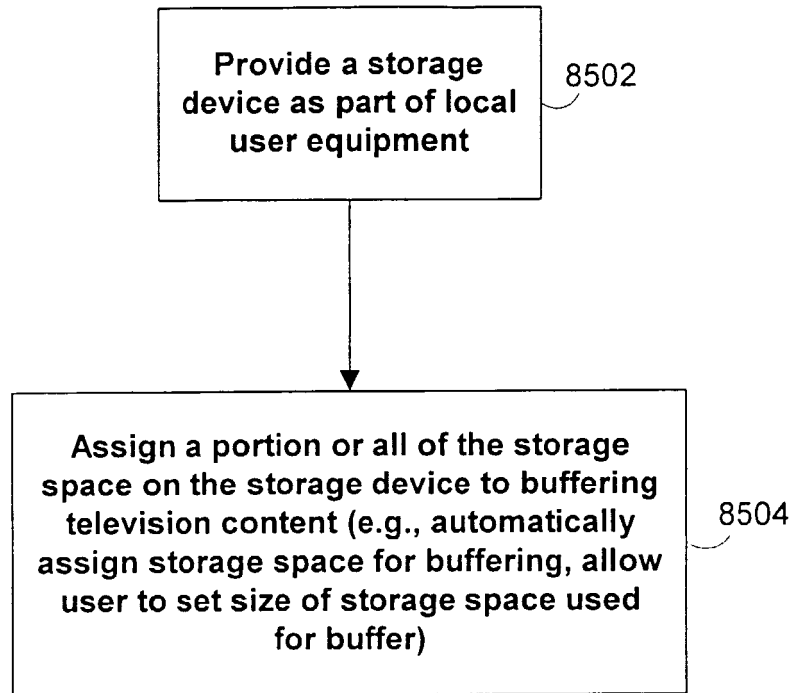 Provide a storage
device as part of local
user equipment
8502
Assign a portion or all of the storage
space on the storage device to buffering
television content (e.g., automatically
assign storage space for buffering, allow
user to set size of storage space used
for buffer)
8504